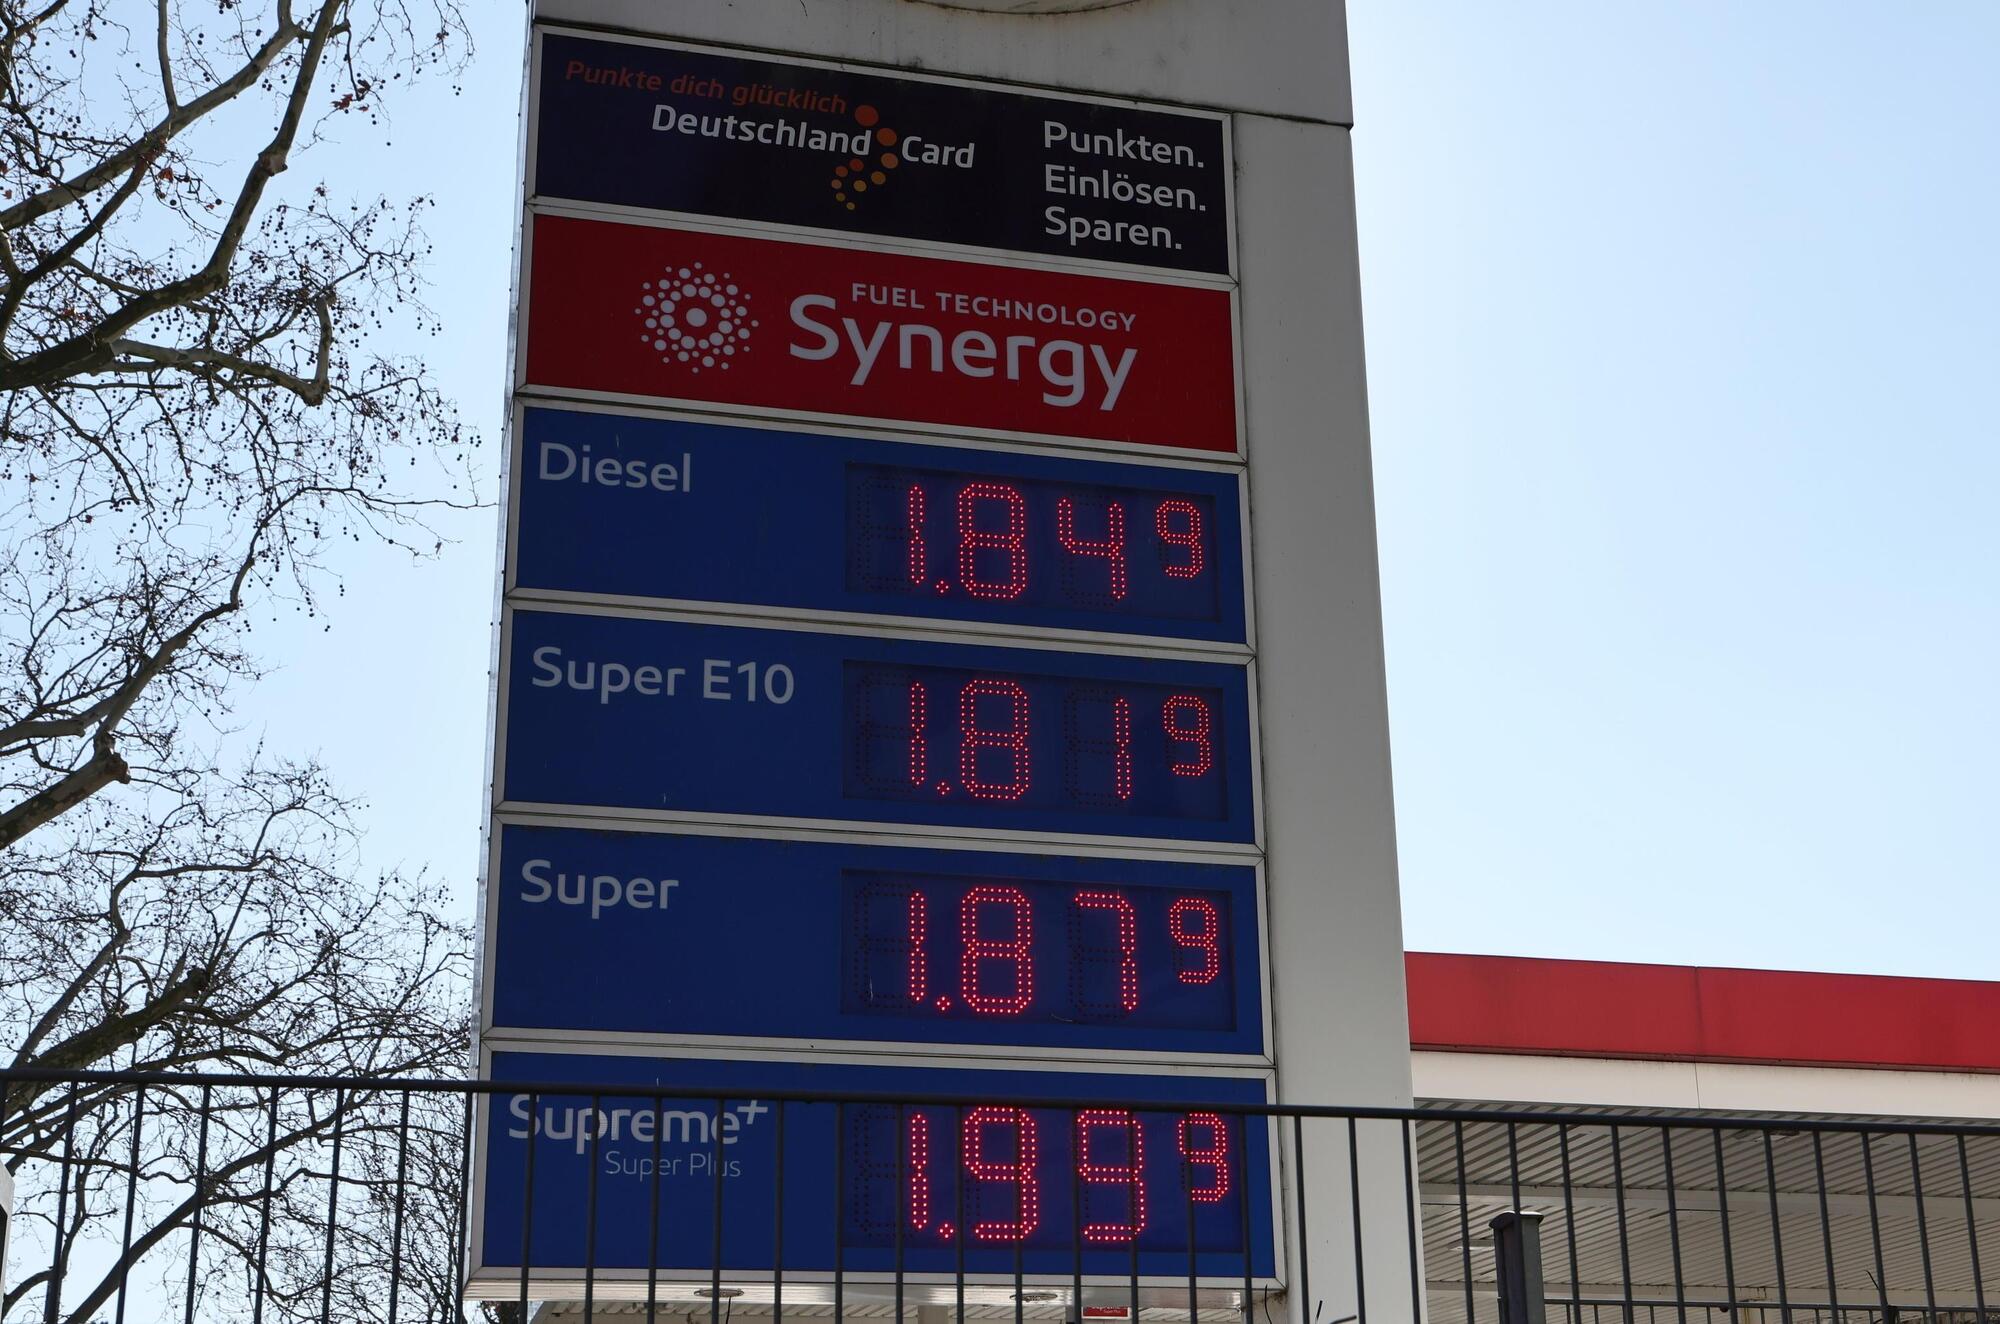 Punkte dich glücklich
Deutschland Card
Punkten.
Einlösen.
Sparen.
FUEL TECHNOLOGY
Synergy
Diesel 1.849
Super E10 1.819
Super 1.879
Supreme+ 1.999
Super Plus